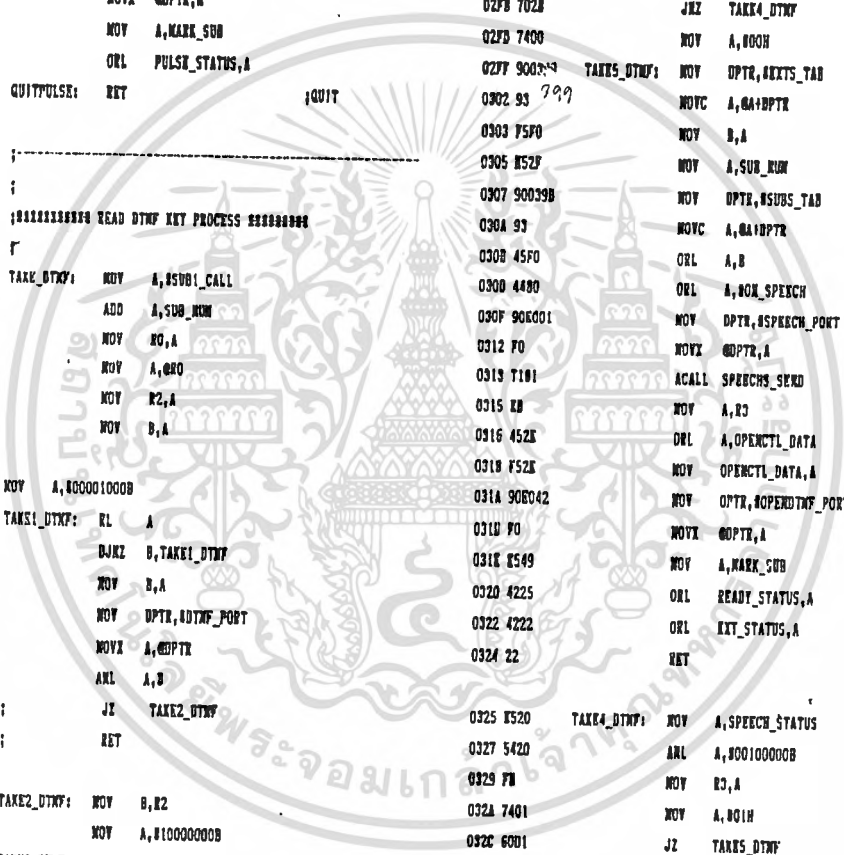 MOV A,MARK_SUB
ORL PULSE_STATUS,A
QUITPULSE: RET ;QUIT
;------------------------------------------------------------
;
;########### READ DTMF KEY PROCESS #########
;
TAKE_DTMF: MOV A,#SUB1_CALL
ADD A,SUB_NUM
MOV R0,A
MOV A,@R0
MOV R2,A
MOV B,A
MOV A,#00001000B
TAKE1_DTMF: RL A
DJNZ B,TAKE1_DTMF
MOV B,A
MOV DPTR,#DTMF_PORT
MOVX A,@DPTR
ANL A,B
; JZ TAKE2_DTMF
; RET
TAKE2_DTMF: MOV B,R2
MOV A,#10000000B
02FB 7028 JNZ TAKE4_DTMF
02FD 7400 MOV A,#00H
02FF TAKE5_DTMF: MOV DPTR,#EXTS_TAB
0302 93 MOVC A,@A+DPTR
0303 F5F0 MOV B,A
0305 E52F MOV A,SUB_NUM
0307 90039B MOV DPTR,#SUBS_TAB
030A 93 MOVC A,@A+DPTR
030B 45F0 ORL A,B
030D 4480 ORL A,#ON_SPEECH
030F 90E001 MOV DPTR,#SPEECH_PORT
0312 F0 MOVX @DPTR,A
0313 7181 ACALL SPEECHS_SEND
0315 EB MOV A,R3
0316 452E ORL A,OPENCTL_DATA
0318 F52E MOV OPENCTL_DATA,A
031A 90E042 MOV DPTR,#OPENDTMF_PORT
031D F0 MOVX @DPTR,A
031E E549 MOV A,MARK_SUB
0320 4225 ORL READY_STATUS,A
0322 4222 ORL EXT_STATUS,A
0324 22 RET
0325 E520 TAKE4_DTMF: MOV A,SPEECH_STATUS
0327 5420 ANL A,#00100000B
0329 FB MOV R3,A
032A 7401 MOV A,#01H
032C 6001 JZ TAKE5_DTMF